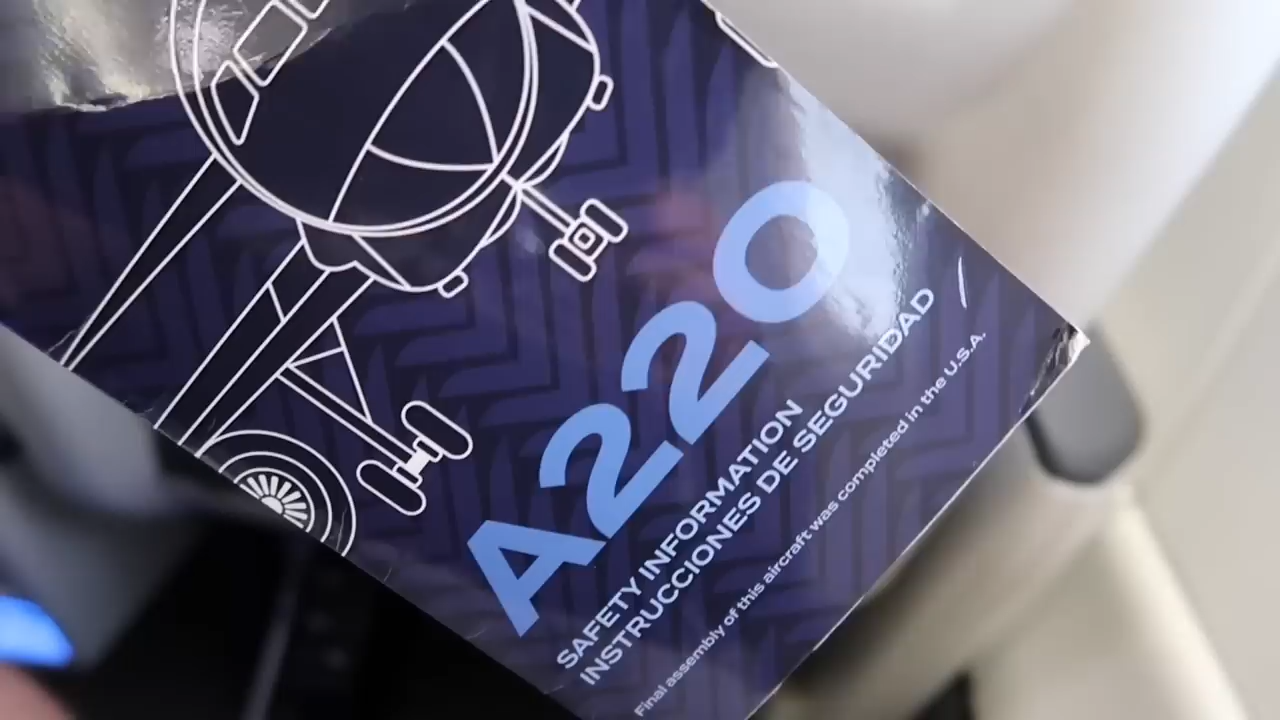 A220
SAFETY INFORMATION
INSTRUCCIONES DE SEGURIDAD
Final assembly of this aircraft was completed in the U.S.A.